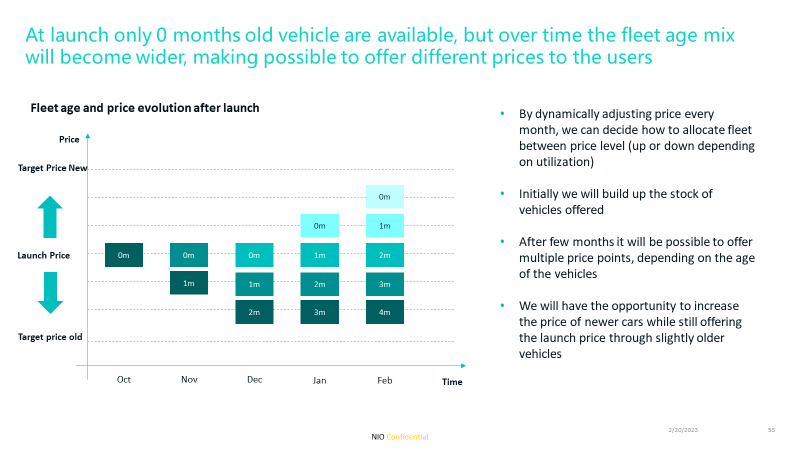 At launch only 0 months old vehicle are available, but over time the fleet age mix
will become wider, making possible to offer different prices to the users
Fleet age and price evolution after launch
Price
Target Price New
Launch Price
Target price old
0m
0m
1m
0m
1m
2m
0m
1m
2m
3m
0m
1m
2m
3m
4m
Oct
Nov
Dec
Jan
Feb
Time
• By dynamically adjusting price every
month, we can decide how to allocate fleet
between price level (up or down depending
on utilization)
• Initially we will build up the stock of
vehicles offered
• After few months it will be possible to offer
multiple price points, depending on the age
of the vehicles
• We will have the opportunity to increase
the price of newer cars while still offering
the launch price through slightly older
vehicles
NIO Confidential
2/20/2023
53